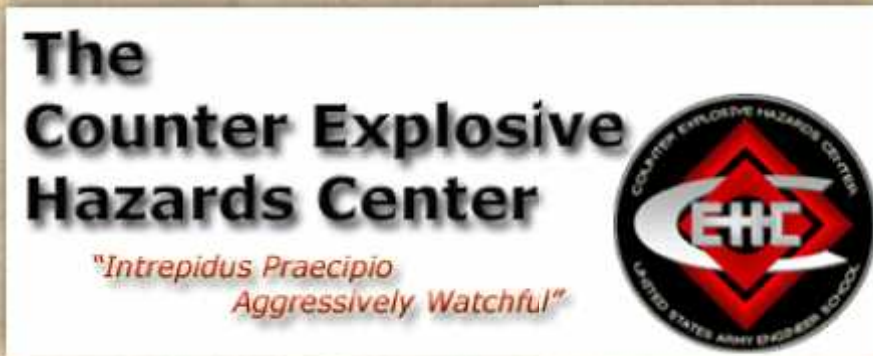 The
Counter Explosive
Hazards Center
"Intrepidus Praecipio
Aggressively Watchful"
COUNTER EXPLOSIVE HAZARDS CENTER
CEHC
UNITED STATES ARMY ENGINEER SCHOOL